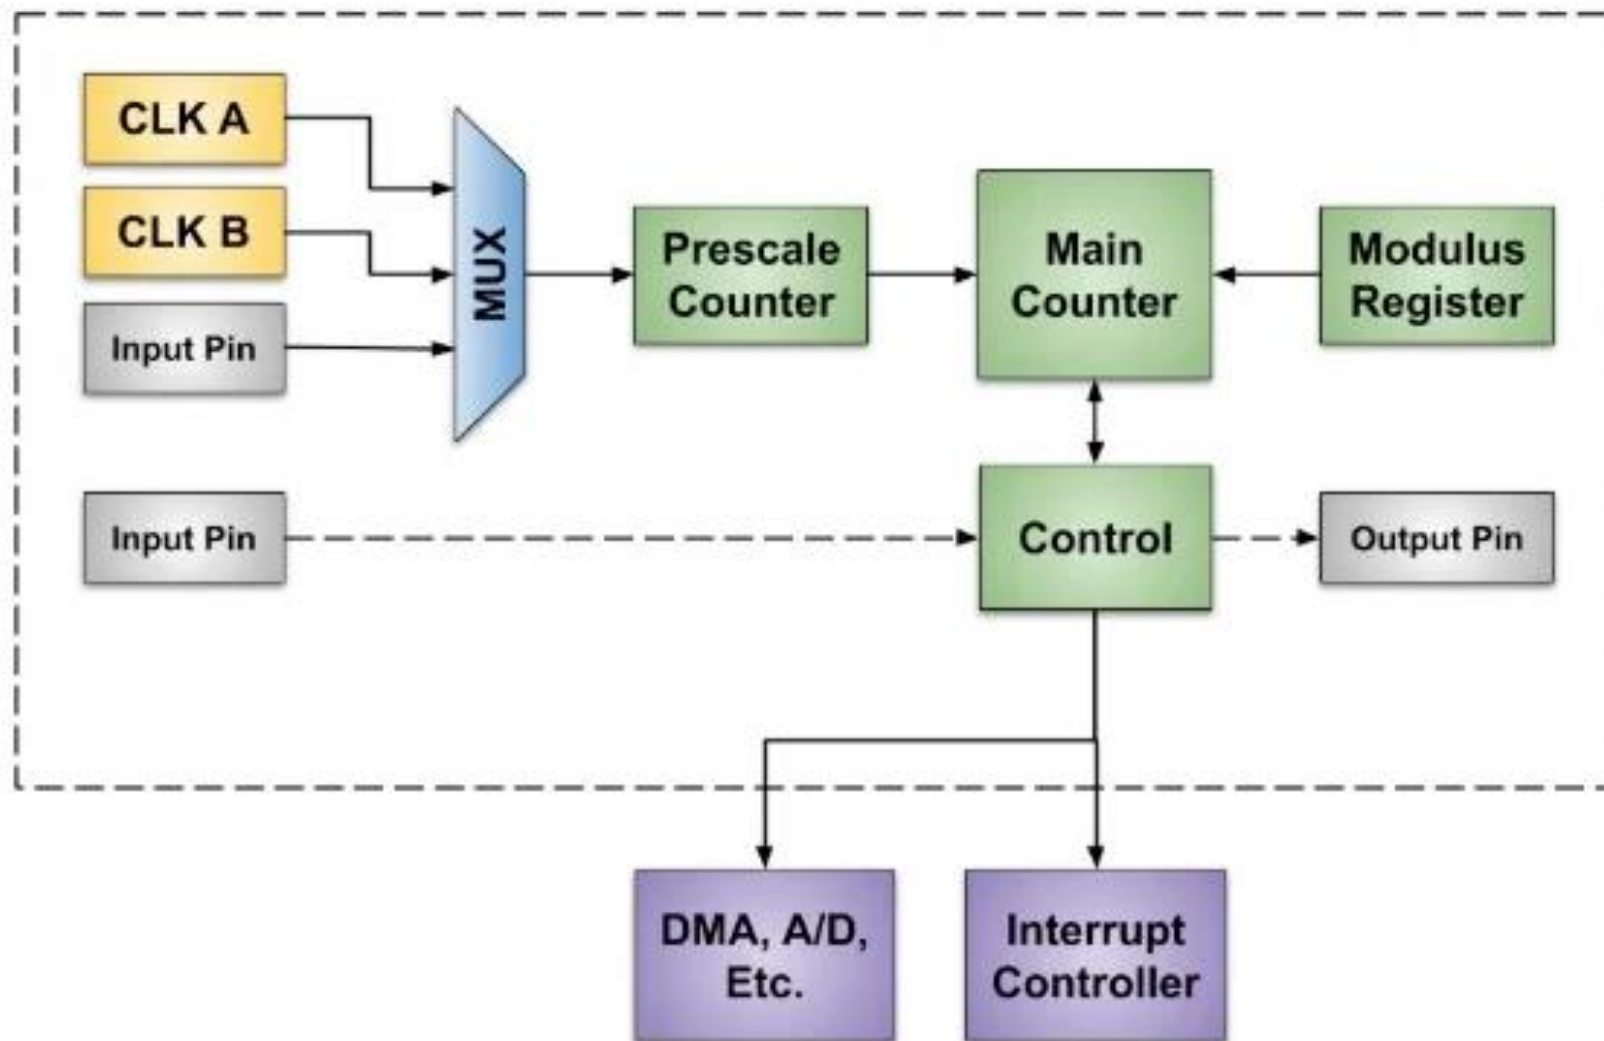 CLK A
CLK B
Input Pin
MUX
Prescale
Counter
Main
Counter
Modulus
Register
Input Pin
Control
Output Pin
DMA, A/D,
Etc.
Interrupt
Controller